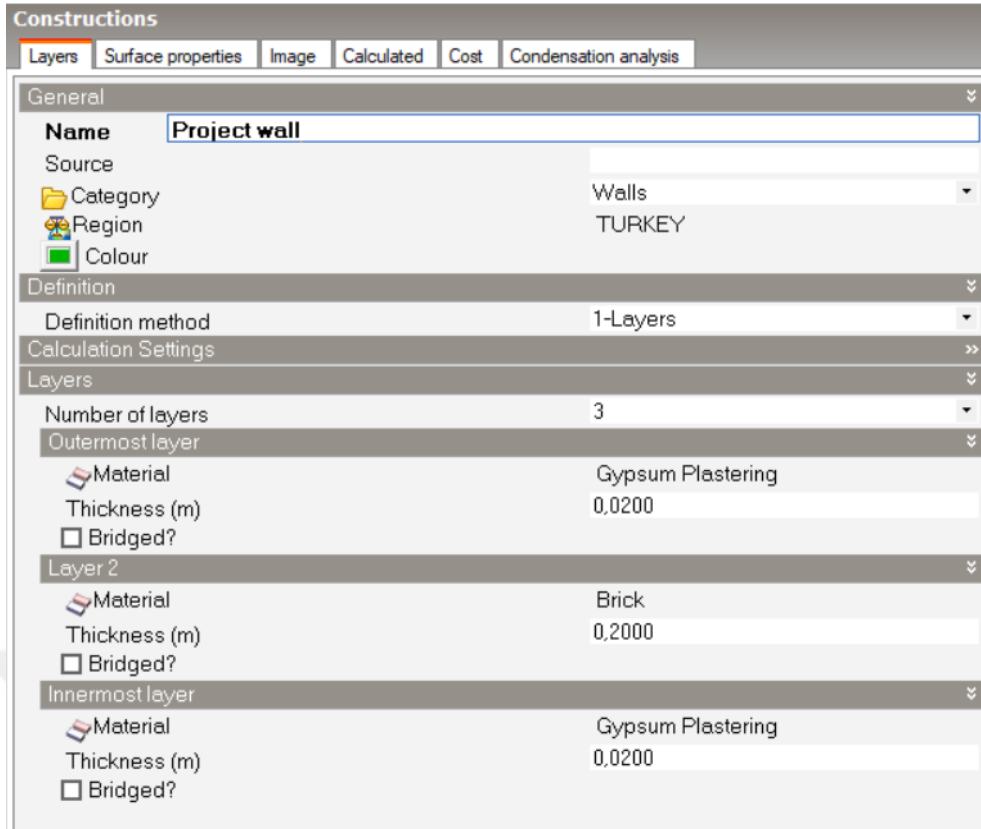 Constructions
Layers Surface properties Image Calculated Cost Condensation analysis
General
Name Project wall
Source
Category Walls
Region TURKEY
Colour
Definition
Definition method 1-Layers
Calculation Settings
Layers
Number of layers 3
Outermost layer
Material Gypsum Plastering
Thickness (m) 0,0200
Bridged?
Layer 2
Material Brick
Thickness (m) 0,2000
Bridged?
Innermost layer
Material Gypsum Plastering
Thickness (m) 0,0200
Bridged?